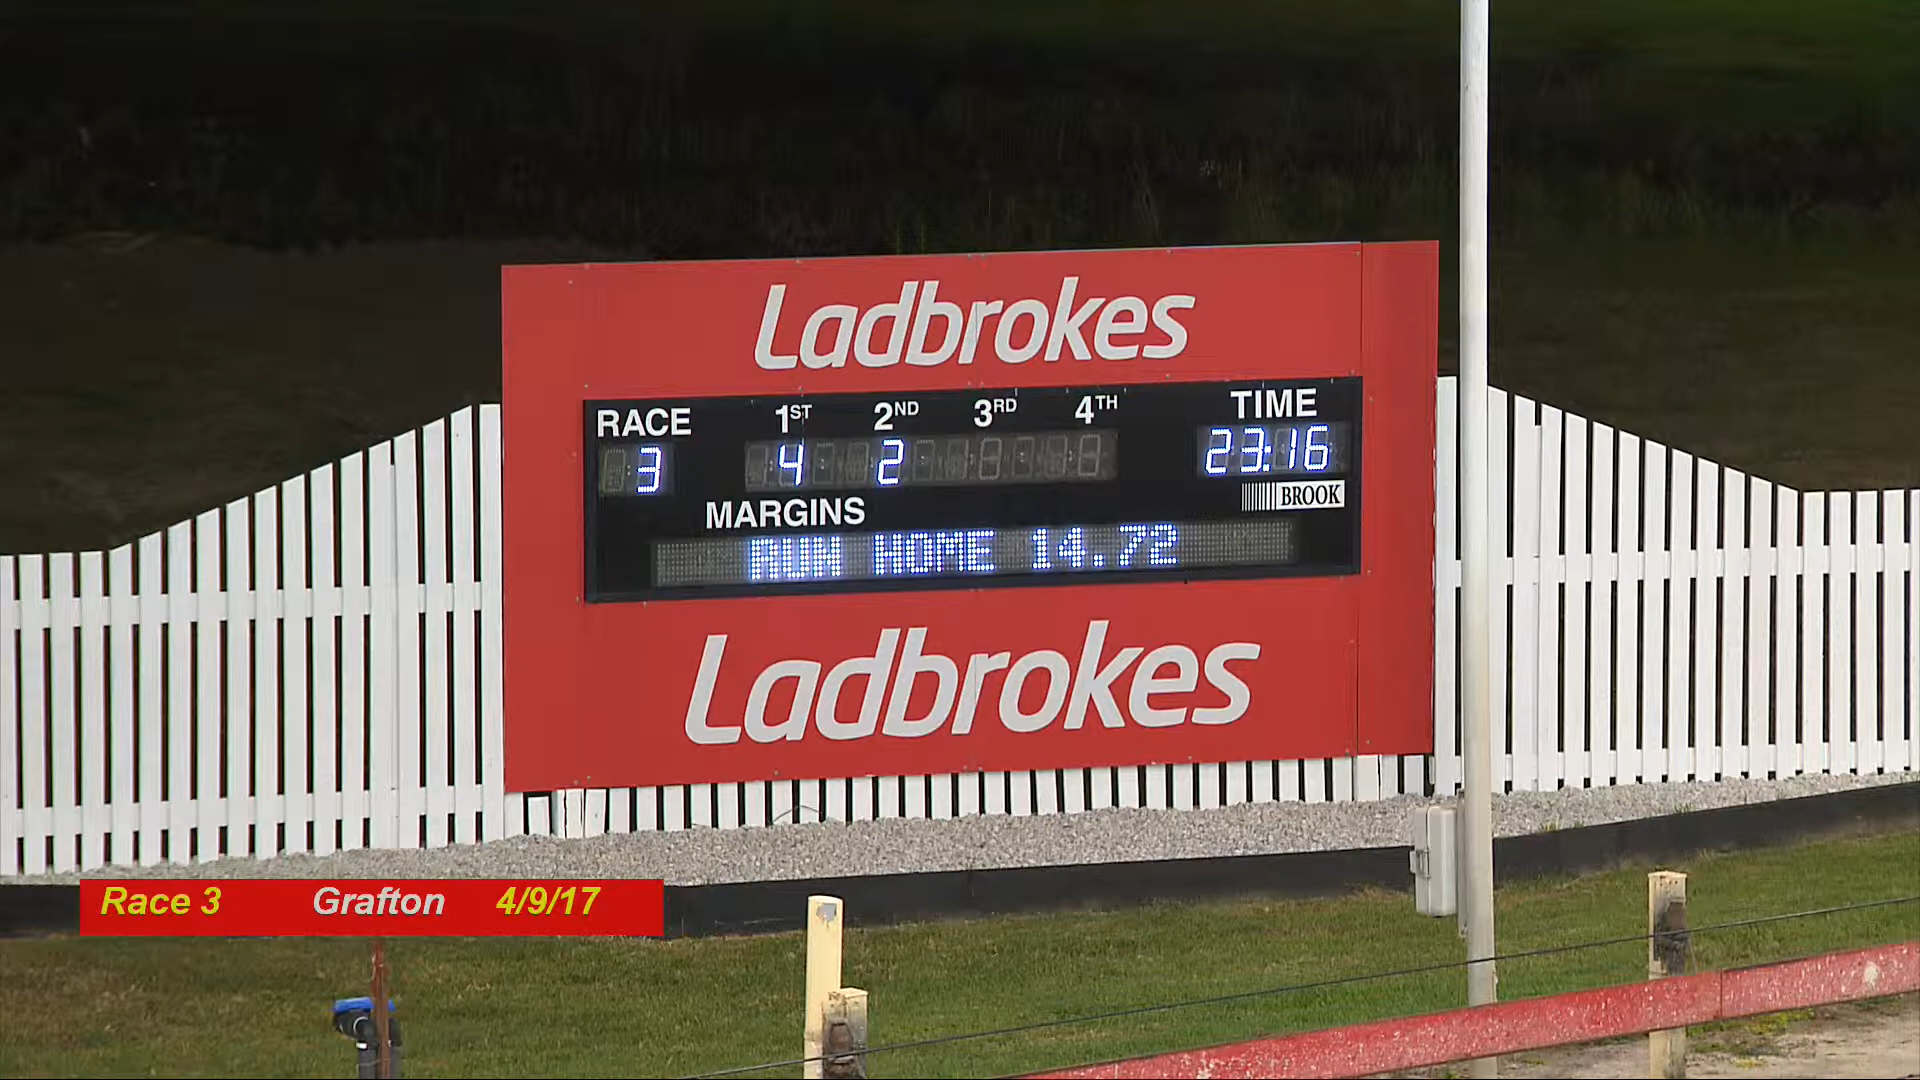 Ladbrokes
RACE 1ST 2ND 3RD 4TH TIME
3 4 2 23.16
MARGINS BROOK
RUN HOME 14.72
Ladbrokes
Race 3 Grafton 4/9/17